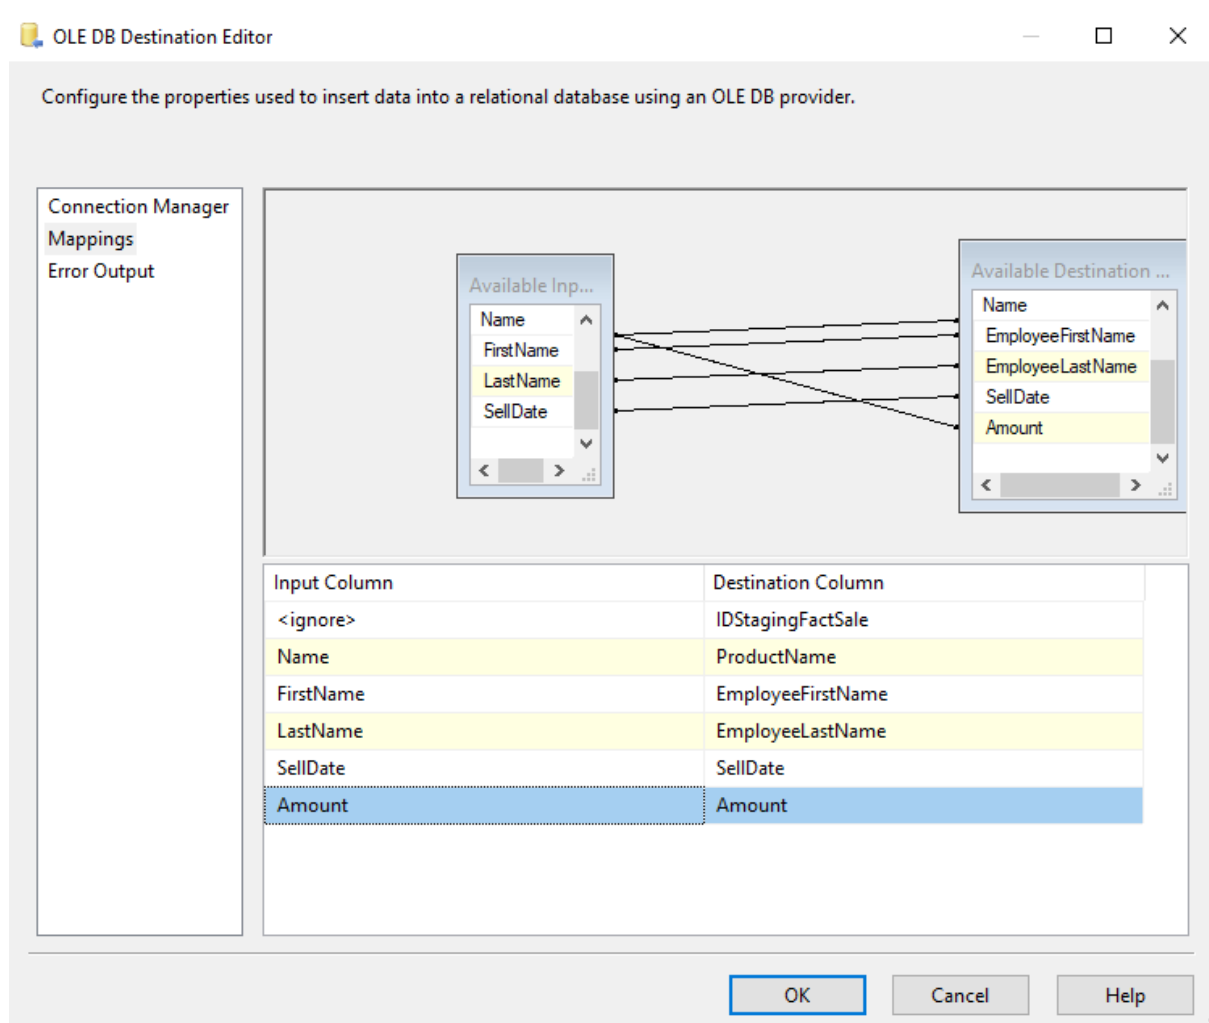 OLE DB Destination Editor
Configure the properties used to insert data into a relational database using an OLE DB provider.
Connection Manager
Mappings
Error Output
Available Inp...
Name
FirstName
LastName
SellDate
Available Destination ...
Name
EmployeeFirstName
EmployeeLastName
SellDate
Amount
Input Column Destination Column
<ignore> IDStagingFactSale
Name ProductName
FirstName EmployeeFirstName
LastName EmployeeLastName
SellDate SellDate
Amount Amount
OK Cancel Help